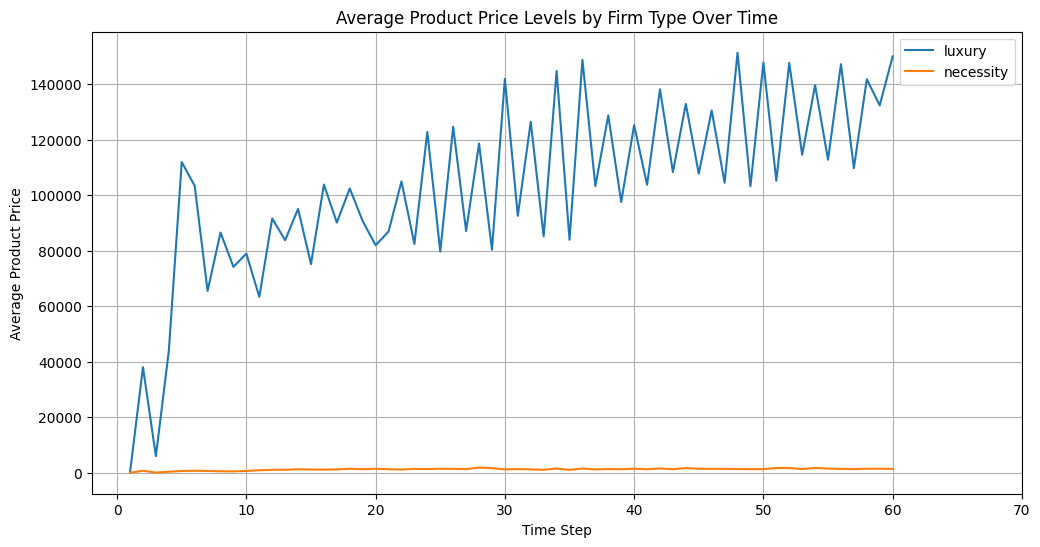 Average Product Price Levels by Firm Type Over Time
luxury
necessity
Average Product Price
140000
120000
100000
80000
60000
40000
20000
0
0 10 20 30 40 50 60 70
Time Step